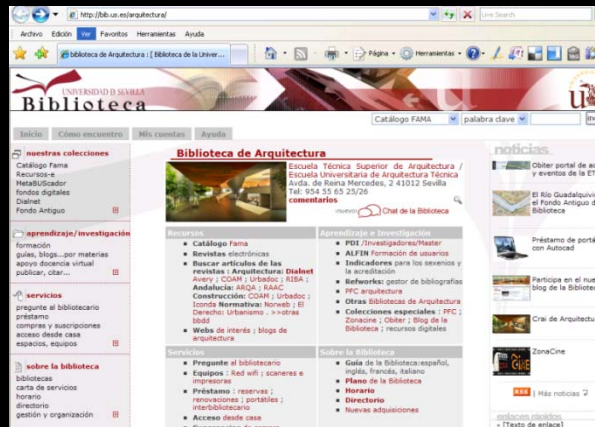 http://bib.us.es/arquitectura/
Live Search
Archivo Edición Ver Favoritos Herramientas Ayuda
biblioteca de Arquitectura : [ Biblioteca de la Univer...
Página
Herramientas
UNIVERSIDAD DE SEVILLA
Biblioteca
Catálogo FAMA
palabra clave
Inicio
Cómo encuentro
Mis cuentas
Ayuda
nuestras colecciones
Catálogo Fama
Recursos-e
MetaBUScador
fondos digitales
Dialnet
Fondo Antiguo
aprendizaje/investigación
formación
guías, blogs...por materias
apoyo docencia virtual
publicar, citar...
servicios
pregunte al bibliotecario
préstamo
compras y suscripciones
acceso desde casa
espacios, equipos
sobre la biblioteca
bibliotecas
carta de servicios
horario
directorio
gestión y organización
Biblioteca de Arquitectura
Escuela Técnica Superior de Arquitectura /
Escuela Universitaria de Arquitectura Técnica
Avda. de Reina Mercedes, 2 41012 Sevilla
Tel: 954 55 65 25/26
comentarios
nuevo
Chat de la Biblioteca
Recursos
Catálogo Fama
Revistas electrónicas
Buscar artículos de las
revistas : Arquitectura: Dialnet
Avery ; COAM ; Urbadoc ; RIBA ;
Andalucía: ARQA ; RAAC
Construcción: COAM ; Urbadoc ;
Iconda Normativa: Norweb ; El
Derecho: Urbanismo . >>otras
bbdd
Webs de interés ; blogs de
arquitectura
Aprendizaje e Investigación
PDI /Investigadores/Master
ALFIN Formación de usuarios
Indicadores para los sexenios y
la acreditación
Refworks: gestor de bibliografías
PFC arquitectura
Otras Bibliotecas de Arquitectura
Colecciones especiales : PFC ;
Zonacine ; Obiter ; Blog de la
Biblioteca ; recursos digitales
Servicios
Pregunte al bibliotecario
Equipos : Red wifi ; scaneres e
impresoras
Préstamo : reservas ;
renovaciones ; portátiles ;
interbibliotecario
Acceso desde casa
Sobre la Biblioteca
Guía de la Biblioteca:español,
inglés, francés, italiano
Plano de la Biblioteca
Horario
Directorio
Nuevas adquisiciones
noticias
Obiter portal de
y eventos de la
El Río
el Fondo Antiguo
Biblioteca
Préstamo de
con Autocad
Participa en el
blog de la
Crai de
ZonaCine
RSS | Más noticias
enlaces rápidos
[Texto de enlace]